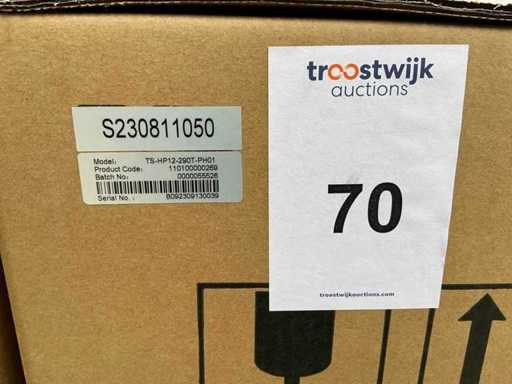 S230811050
Model: TS-HP12-290T-PH01
Product Code: 110100000269
Batch No.: 0000055526
Serial No.: 8092309130039
troostwijk
auctions
70
troostwijkauctions.com